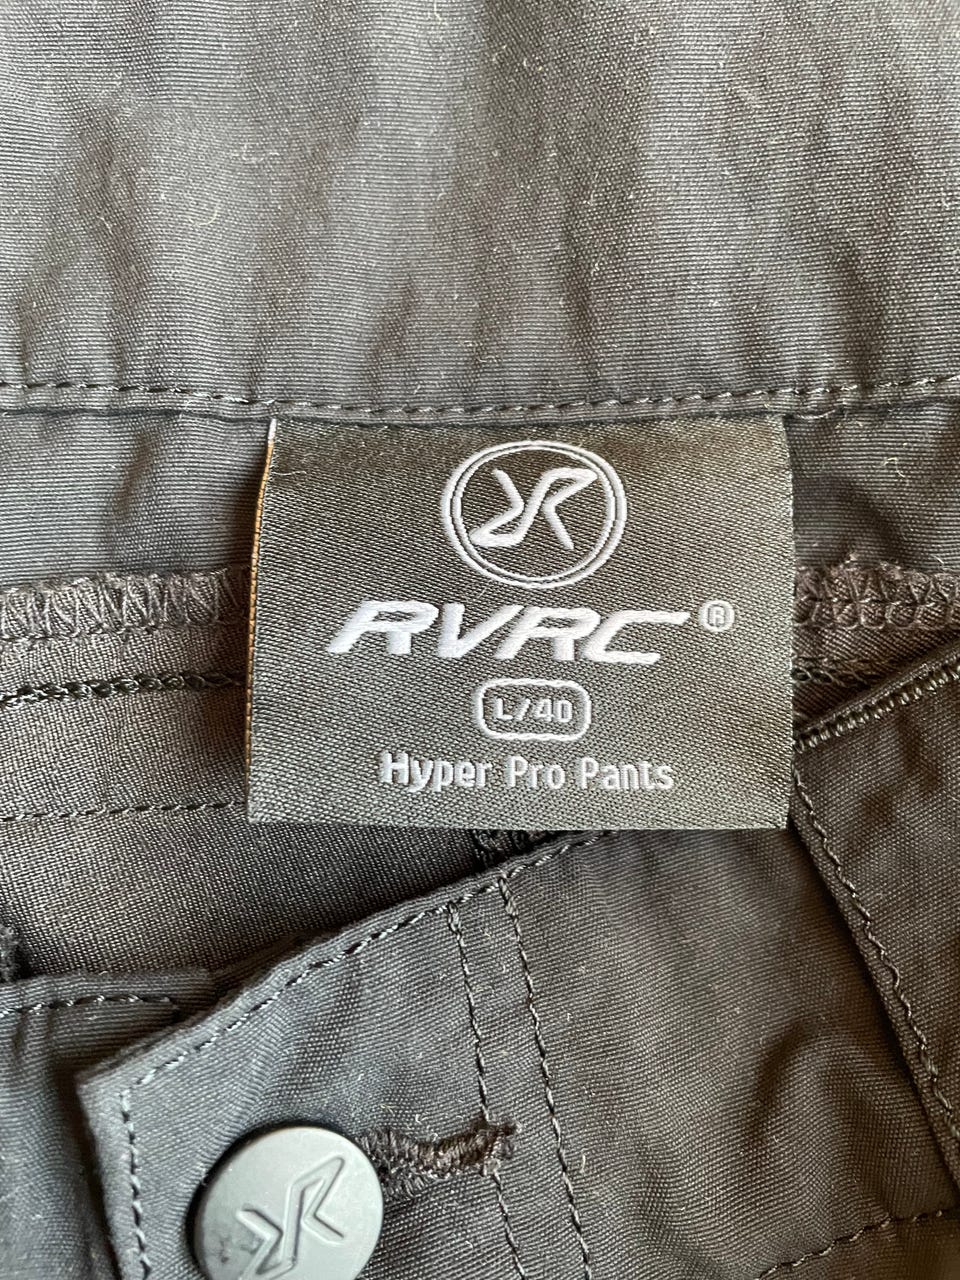 RVRC®
L/40
Hyper Pro Pants